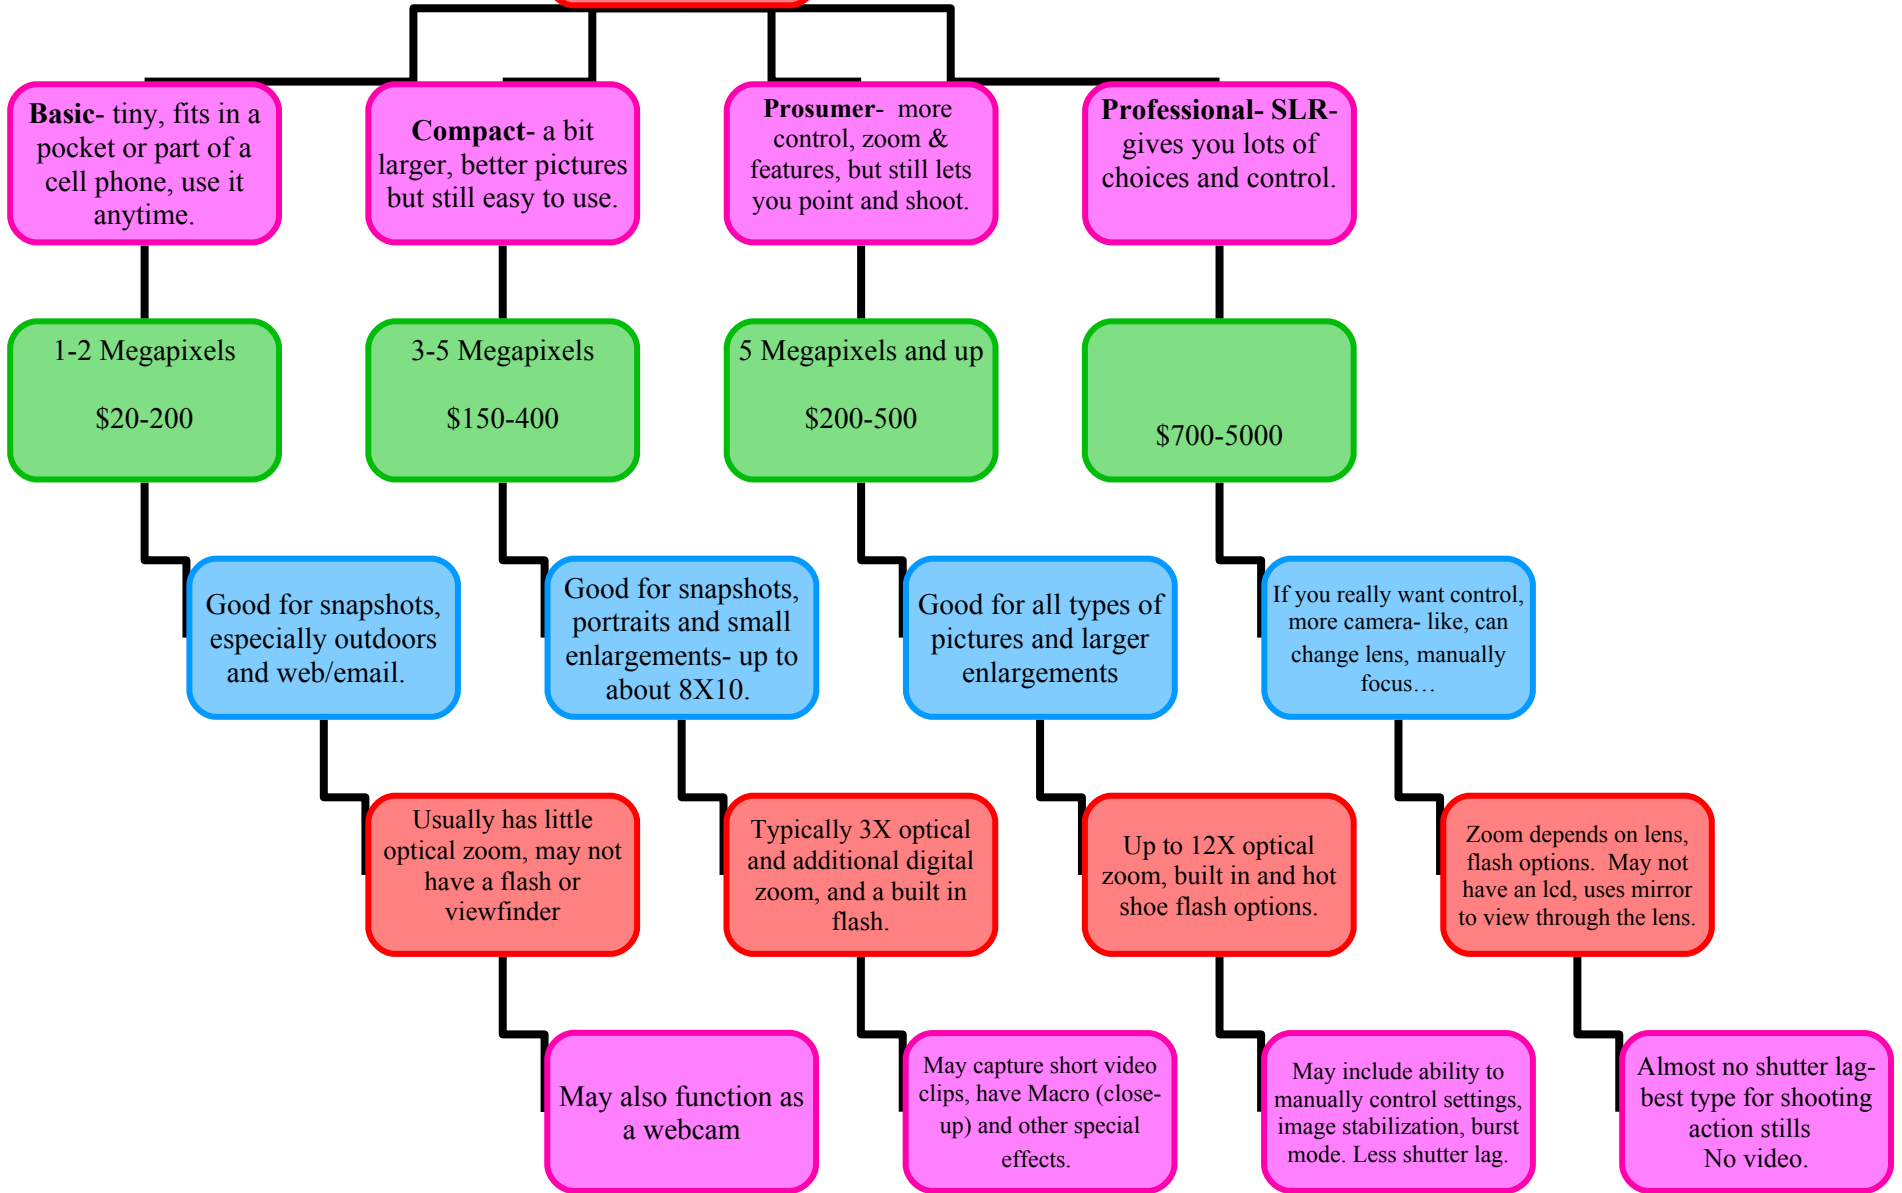 Basic- tiny, fits in a
pocket or part of a
cell phone, use it
anytime.
Compact- a bit
larger, better pictures
but still easy to use.
Prosumer-  more
control, zoom &
features, but still lets
you point and shoot.
Professional- SLR-
gives you lots of
choices and control.
1-2 Megapixels
$20-200
3-5 Megapixels
$150-400
5 Megapixels and up
$200-500
$700-5000
Good for snapshots,
especially outdoors
and web/email.
Good for snapshots,
portraits and small
enlargements- up to
about 8X10.
Good for all types of
pictures and larger
enlargements
If you really want control,
more camera- like, can
change lens, manually
focus…
Usually has little
optical zoom, may not
have a flash or
viewfinder
Typically 3X optical
and additional digital
zoom, and a built in
flash.
Up to 12X optical
zoom, built in and hot
shoe flash options.
Zoom depends on lens,
flash options.  May not
have an lcd, uses mirror
to view through the lens.
May also function as
a webcam
May capture short video
clips, have Macro (close-
up) and other special
effects.
May include ability to
manually control settings,
image stabilization, burst
mode. Less shutter lag.
Almost no shutter lag-
best type for shooting
action stills
No video.